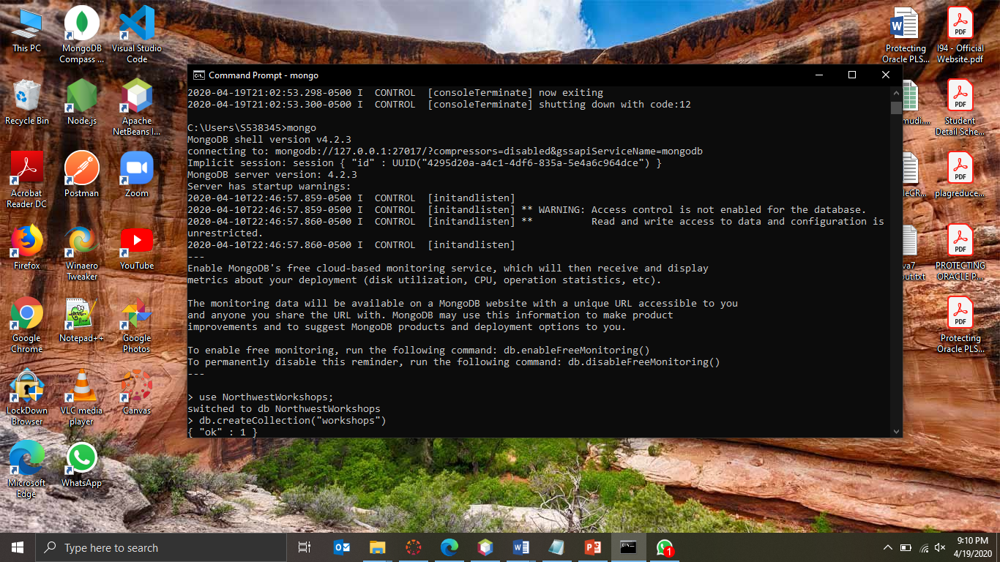 This PC
MongoDB Compass ...
Visual Studio Code
Recycle Bin
Node.js
Apache NetBeans I...
Acrobat Reader DC
Postman
Zoom
Firefox
Winaero Tweaker
YouTube
Google Chrome
Notepad++
Google Photos
LockDown Browser
VLC media player
Canvas
Microsoft Edge
WhatsApp
Command Prompt - mongo
2020-04-19T21:02:53.298-0500 I  CONTROL  [consoleTerminate] now exiting
2020-04-19T21:02:53.300-0500 I  CONTROL  [consoleTerminate] shutting down with code:12
C:\Users\S538345>mongo
MongoDB shell version v4.2.3
connecting to: mongodb://127.0.0.1:27017/?compressors=disabled&gssapiServiceName=mongodb
Implicit session: session { "id" : UUID("4295d20a-a4c1-4df6-835a-5e4a6c964dce") }
MongoDB server version: 4.2.3
Server has startup warnings:
2020-04-10T22:46:57.859-0500 I  CONTROL  [initandlisten]
2020-04-10T22:46:57.859-0500 I  CONTROL  [initandlisten] ** WARNING: Access control is not enabled for the database.
2020-04-10T22:46:57.860-0500 I  CONTROL  [initandlisten] **          Read and write access to data and configuration is
unrestricted.
2020-04-10T22:46:57.860-0500 I  CONTROL  [initandlisten]
---
Enable MongoDB's free cloud-based monitoring service, which will then receive and display
metrics about your deployment (disk utilization, CPU, operation statistics, etc).
The monitoring data will be available on a MongoDB website with a unique URL accessible to you
and anyone you share the URL with. MongoDB may use this information to make product
improvements and to suggest MongoDB products and deployment options to you.
To enable free monitoring, run the following command: db.enableFreeMonitoring()
To permanently disable this reminder, run the following command: db.disableFreeMonitoring()
---
> use NorthwestWorkshops;
switched to db NorthwestWorkshops
> db.createCollection("workshops")
{ "ok" : 1 }
Protecting Oracle PLS...
PDF
I94 - Official Website.pdf
mudi....
PDF
Student Detail Sche...
leCR...
PDF
plagreduce...
va7
out.txt
PDF
PROTECTING ORACLE P...
PDF
Protecting Oracle PLS...
Type here to search
1
9:10 PM
4/19/2020